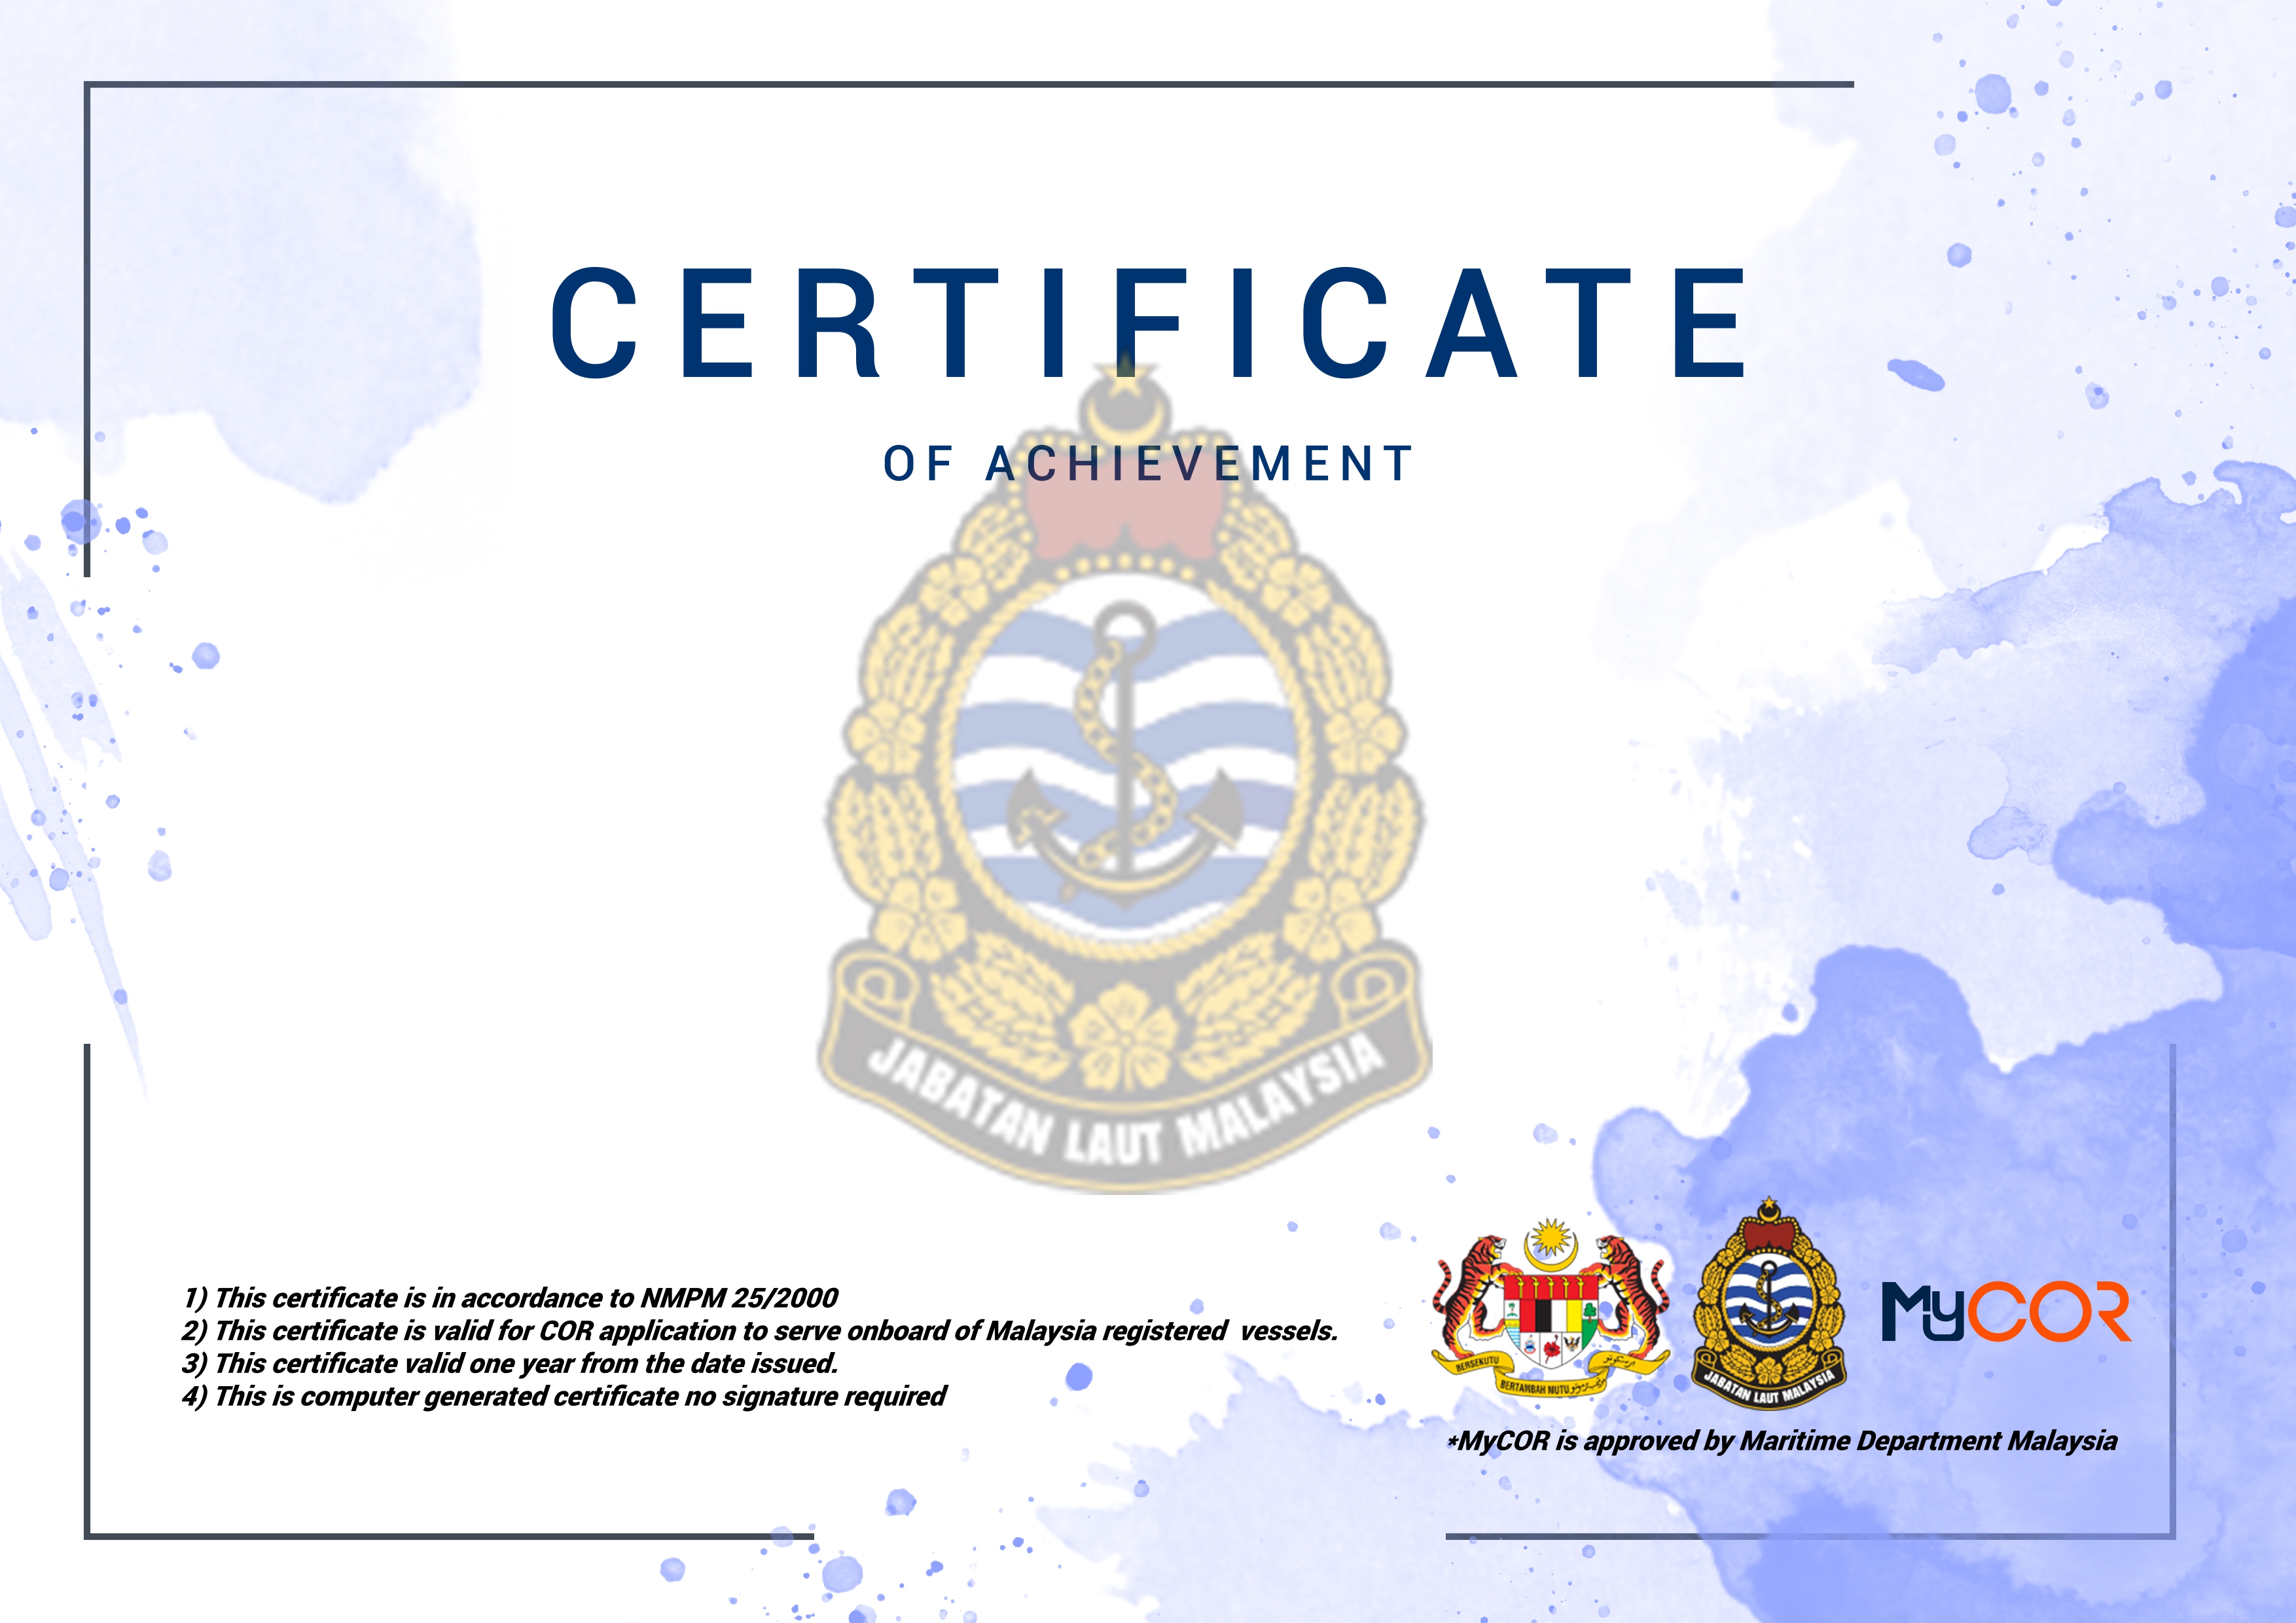 CERTIFICATE
OF ACHIEVEMENT
JABATAN LAUT MALAYSIA
1) This certificate is in accordance to NMPM 25/2000
2) This certificate is valid for COR application to serve onboard of Malaysia registered  vessels.
3) This certificate valid one year from the date issued.
4) This is computer generated certificate no signature required
BERSEKUTU
BERTAMBAH MUTU
JABATAN LAUT MALAYSIA
MyCOR
*MyCOR is approved by Maritime Department Malaysia